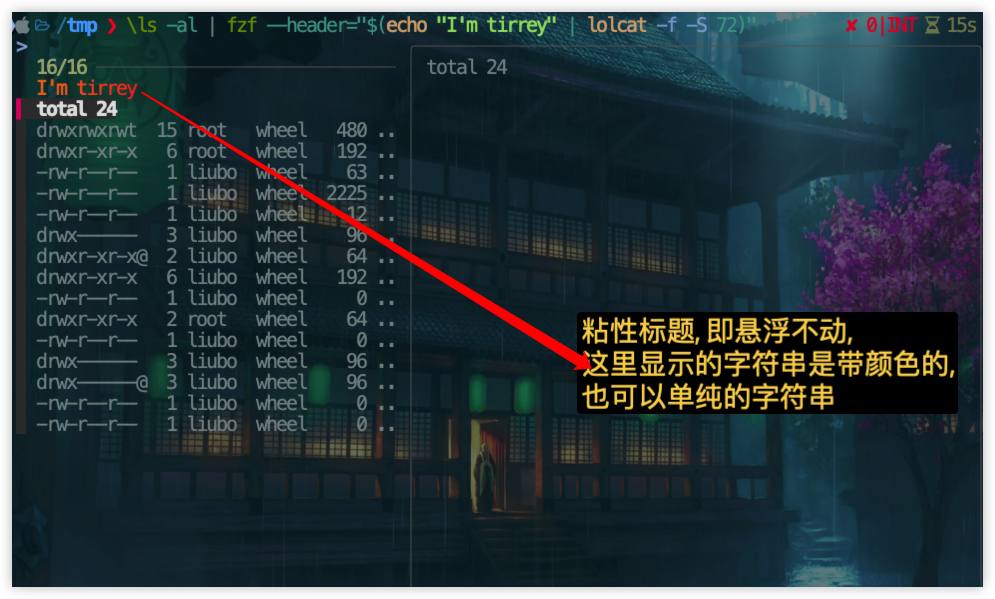 /tmp ❯ \ls -al | fzf --header="$(echo "I'm tirrey" | lolcat -f -S 72)" ✘ 0|INT 15s
>
16/16
I'm tirrey
total 24
drwxrwxrwt 15 root wheel 480 ..
drwxr-xr-x 6 root wheel 192 ..
-rw-r--r-- 1 liubo wheel 63 ..
-rw-r--r-- 1 liubo wheel 2225 ..
-rw-r--r-- 1 liubo wheel 12 ..
drwx------ 3 liubo wheel 96 ..
drwxr-xr-x@ 2 liubo wheel 64 ..
drwxr-xr-x 6 liubo wheel 192 ..
-rw-r--r-- 1 liubo wheel 0 ..
drwxr-xr-x 2 root wheel 64 ..
-rw-r--r-- 1 liubo wheel 0 ..
drwx------ 3 liubo wheel 96 ..
drwx------@ 3 liubo wheel 96 ..
-rw-r--r-- 1 liubo wheel 0 ..
-rw-r--r-- 1 liubo wheel 0 ..
total 24
粘性标题, 即悬浮不动,
这里显示的字符串是带颜色的,
也可以单纯的字符串